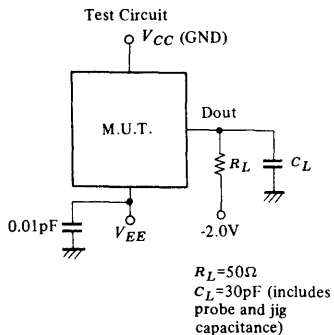 Test Circuit
V_CC (GND)
M.U.T.
Dout
R_L
C_L
0.01pF
V_EE
-2.0V
R_L=50Ω
C_L=30pF (includes
probe and jig
capacitance)